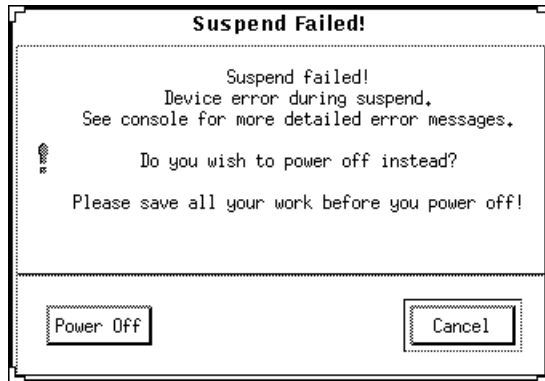 Suspend Failed!
Suspend failed!
Device error during suspend.
See console for more detailed error messages.
Do you wish to power off instead?
Please save all your work before you power off!
Power Off
Cancel